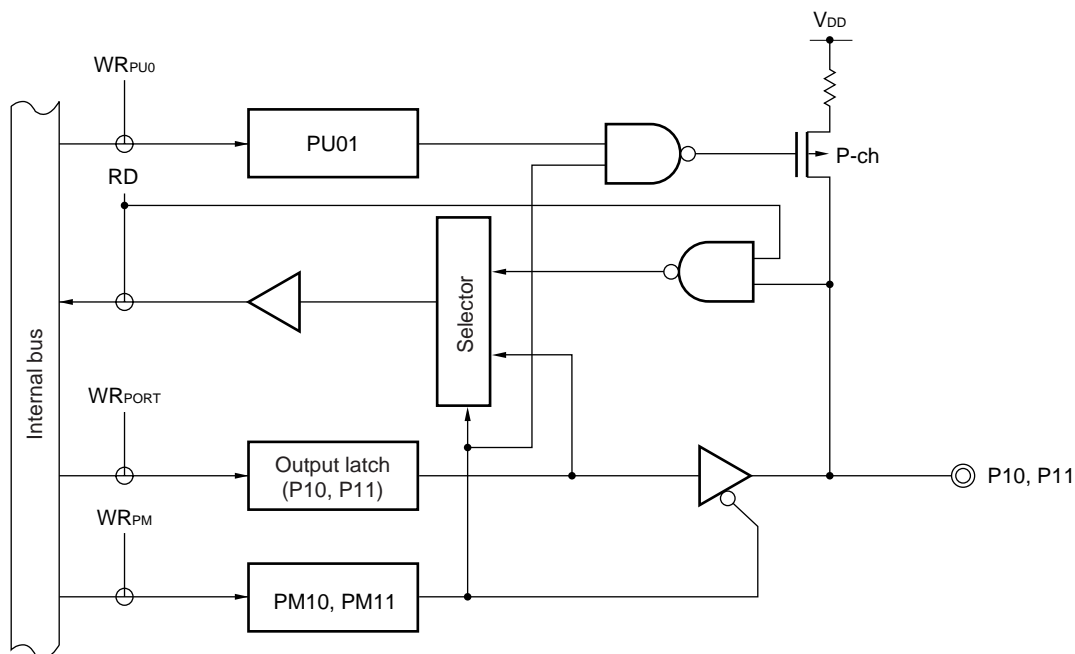 VDD
WRPU0
PU01
P-ch
RD
Selector
Internal bus
WRPORT
Output latch
(P10, P11)
P10, P11
WRPM
PM10, PM11